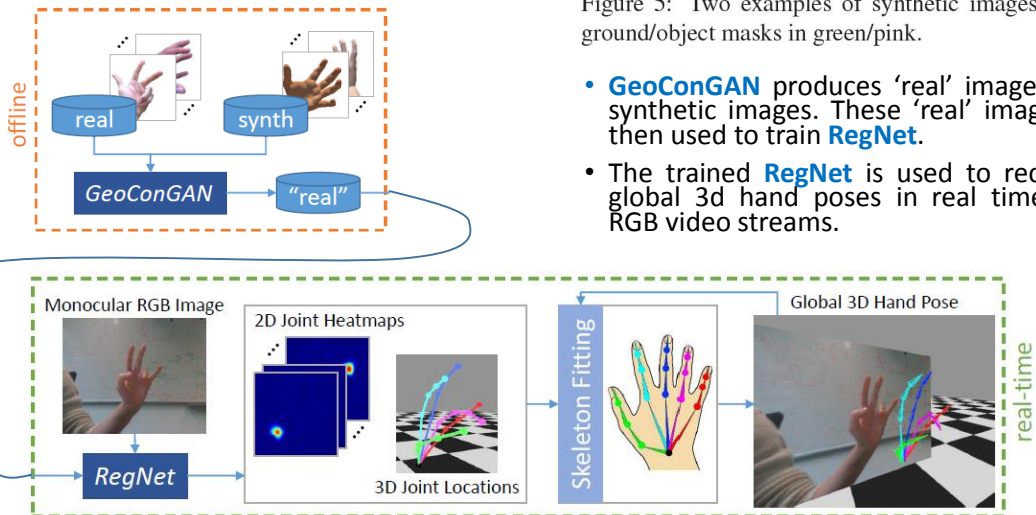 Figure 5: Two examples of synthetic images
ground/object masks in green/pink.
• GeoConGAN produces ‘real’ image
synthetic images. These ‘real’ imag
then used to train RegNet.
• The trained RegNet is used to rec
global 3d hand poses in real time
RGB video streams.
offline
real
synth
GeoConGAN
“real”
Monocular RGB Image
RegNet
2D Joint Heatmaps
3D Joint Locations
Skeleton Fitting
Global 3D Hand Pose
real-time